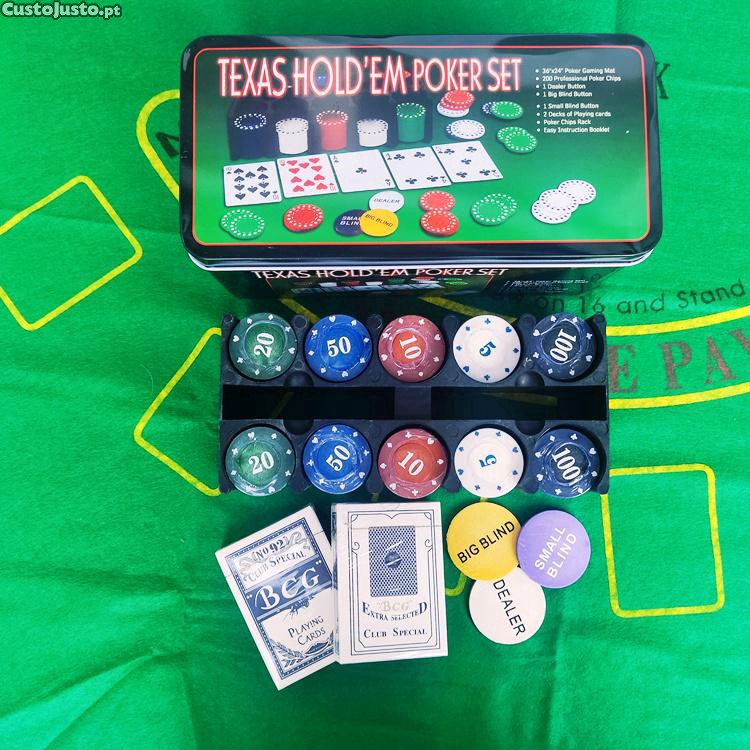 CustoJusto.pt
TEXAS HOLD'EM POKER SET
• 36"x24" Poker Gaming Mat
• 200 Professional Poker Chips
• 1 Dealer Button
• 1 Big Blind Button
• 1 Small Blind Button
• 2 Decks of Playing cards
• Poker Chips Rack
• Easy Instruction Booklet
DEALER
SMALL
BLIND
BIG BLIND
TEXAS HOLD'EM POKER SET
on 16 and Stand
PAY
20 50 10 5 100
20 50 10 5 100
No 92
CLUB SPECIAL
"BCG"
PLAYING
CARDS
"BCG"
EXTRA SELECTED
CLUB SPECIAL
BIG BLIND
SMALL
BLIND
DEALER